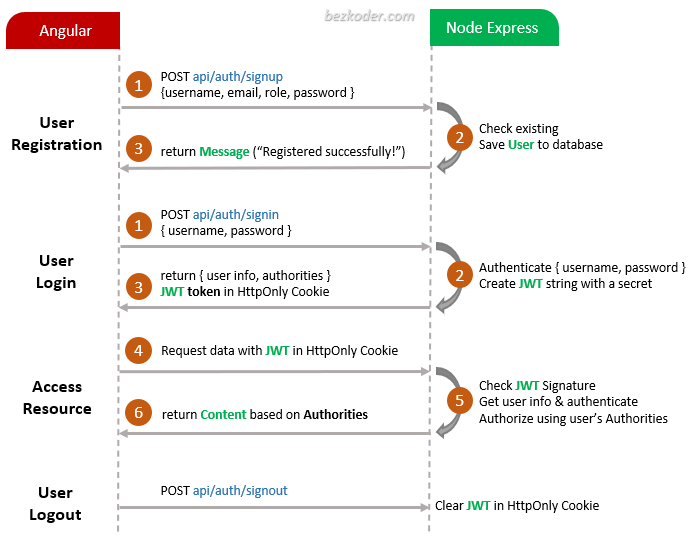 bezkoder.com
Angular
Node Express
User
Registration
1
POST api/auth/signup
{username, email, role, password }
2
Check existing
Save User to database
3
return Message (“Registered successfully!”)
User
Login
1
POST api/auth/signin
{ username, password }
2
Authenticate { username, password }
Create JWT string with a secret
3
return { user info, authorities }
JWT token in HttpOnly Cookie
Access
Resource
4
Request data with JWT in HttpOnly Cookie
5
Check JWT Signature
Get user info & authenticate
Authorize using user’s Authorities
6
return Content based on Authorities
User
Logout
POST api/auth/signout
Clear JWT in HttpOnly Cookie